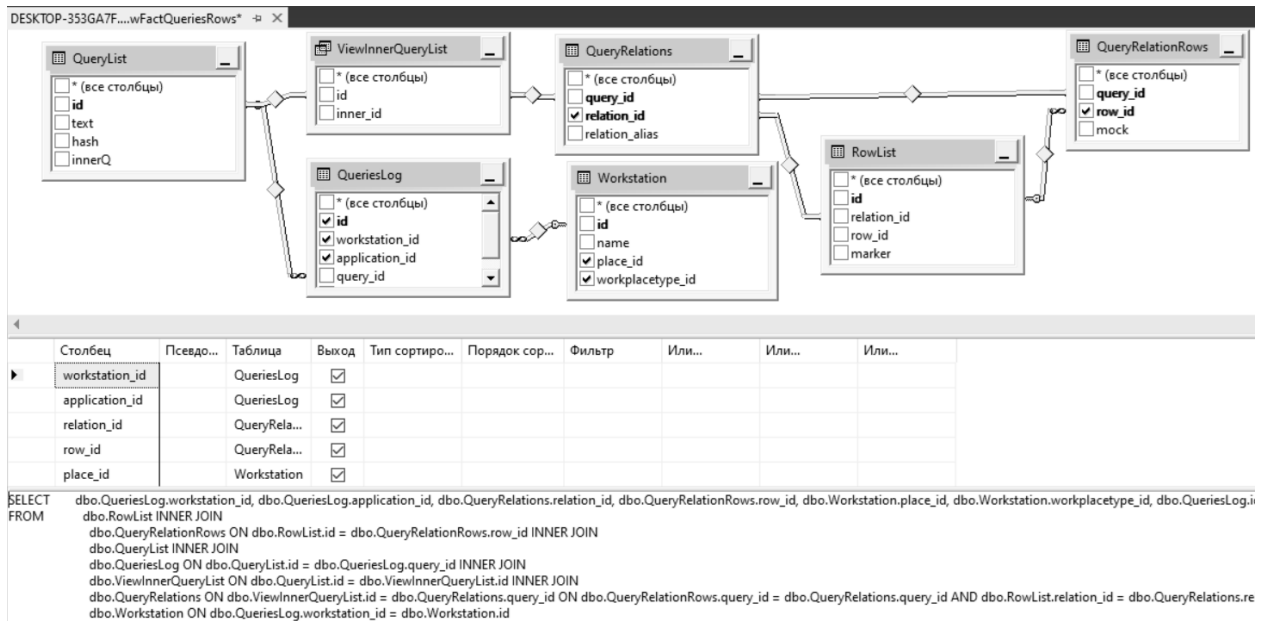 DESKTOP-353GA7F....wFactQueriesRows*
QueryList
* (все столбцы)
id
text
hash
innerQ
ViewInnerQueryList
* (все столбцы)
id
inner_id
QueryRelations
* (все столбцы)
query_id
relation_id
relation_alias
QueryRelationRows
* (все столбцы)
query_id
row_id
mock
QueriesLog
* (все столбцы)
id
workstation_id
application_id
query_id
Workstation
* (все столбцы)
id
name
place_id
workplacetype_id
RowList
* (все столбцы)
id
relation_id
row_id
marker
Столбец Псевдо... Таблица Выход Тип сортиро... Порядок сор... Фильтр Или... Или... Или...
workstation_id QueriesLog
application_id QueriesLog
relation_id QueryRela...
row_id QueryRela...
place_id Workstation
SELECT dbo.QueriesLog.workstation_id, dbo.QueriesLog.application_id, dbo.QueryRelations.relation_id, dbo.QueryRelationRows.row_id, dbo.Workstation.place_id, dbo.Workstation.workplacetype_id, dbo.QueriesLog.i
FROM dbo.RowList INNER JOIN
dbo.QueryRelationRows ON dbo.RowList.id = dbo.QueryRelationRows.row_id INNER JOIN
dbo.QueryList INNER JOIN
dbo.QueriesLog ON dbo.QueryList.id = dbo.QueriesLog.query_id INNER JOIN
dbo.ViewInnerQueryList ON dbo.QueryList.id = dbo.ViewInnerQueryList.id INNER JOIN
dbo.QueryRelations ON dbo.ViewInnerQueryList.id = dbo.QueryRelations.query_id ON dbo.QueryRelationRows.query_id = dbo.QueryRelations.query_id AND dbo.RowList.relation_id = dbo.QueryRelations.re
dbo.Workstation ON dbo.QueriesLog.workstation_id = dbo.Workstation.id